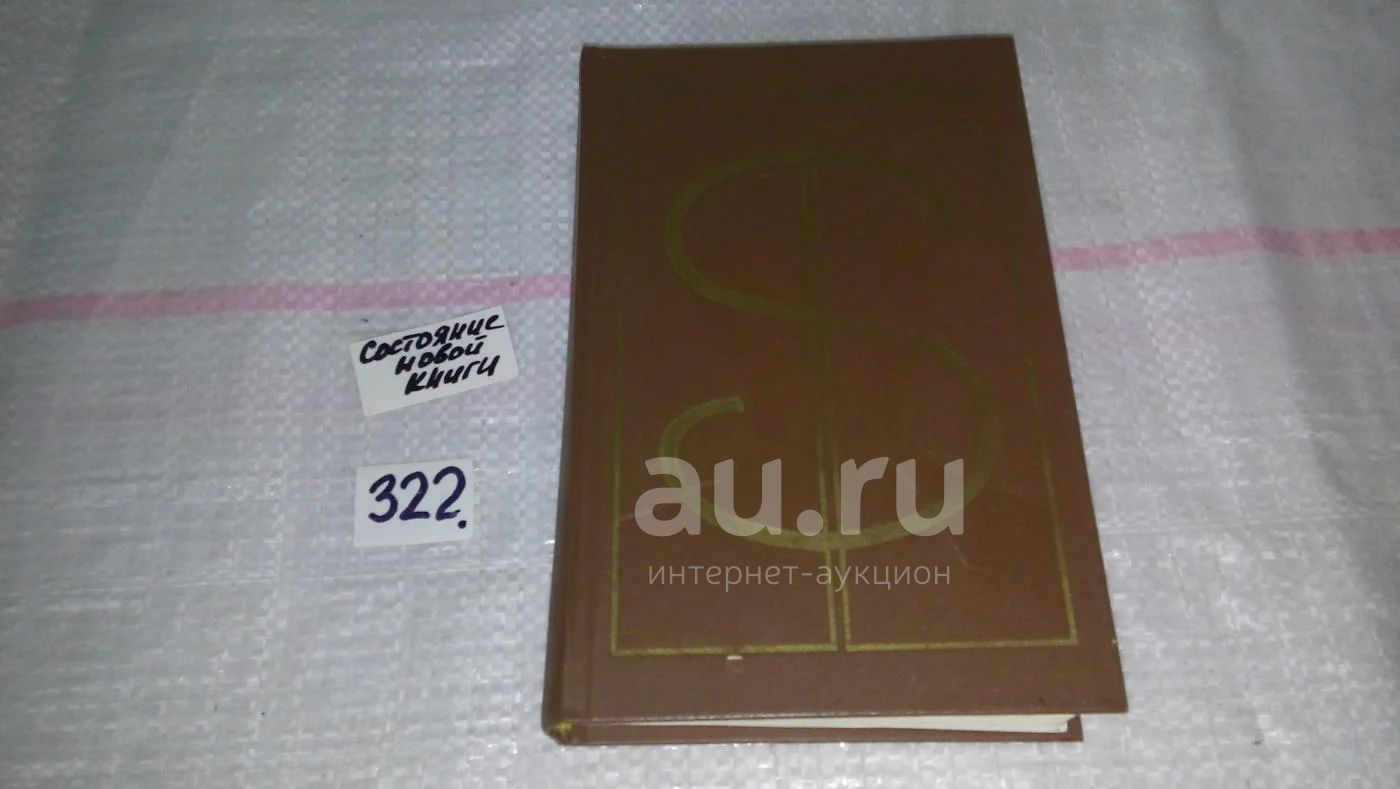 состояние
новой
книги
322.
au.ru
интернет-аукцион